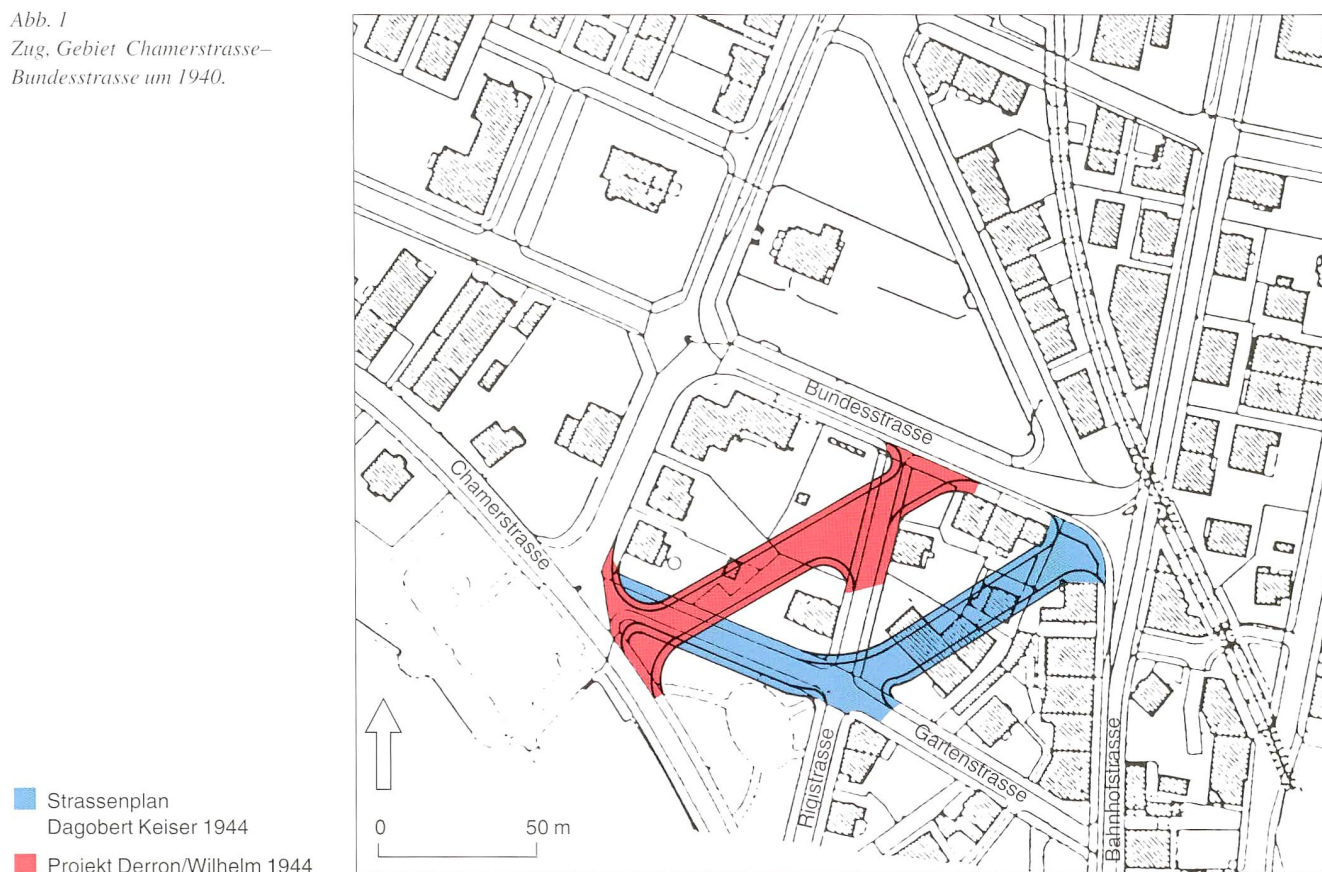 Abb. 1
Zug, Gebiet Chamerstrasse–
Bundesstrasse um 1940.
Bundesstrasse
Chamerstrasse
Gartenstrasse
Rigistrasse
Bahnhofstrasse
0 50 m
Strassenplan
Dagobert Keiser 1944
Projekt Derron/Wilhelm 1944